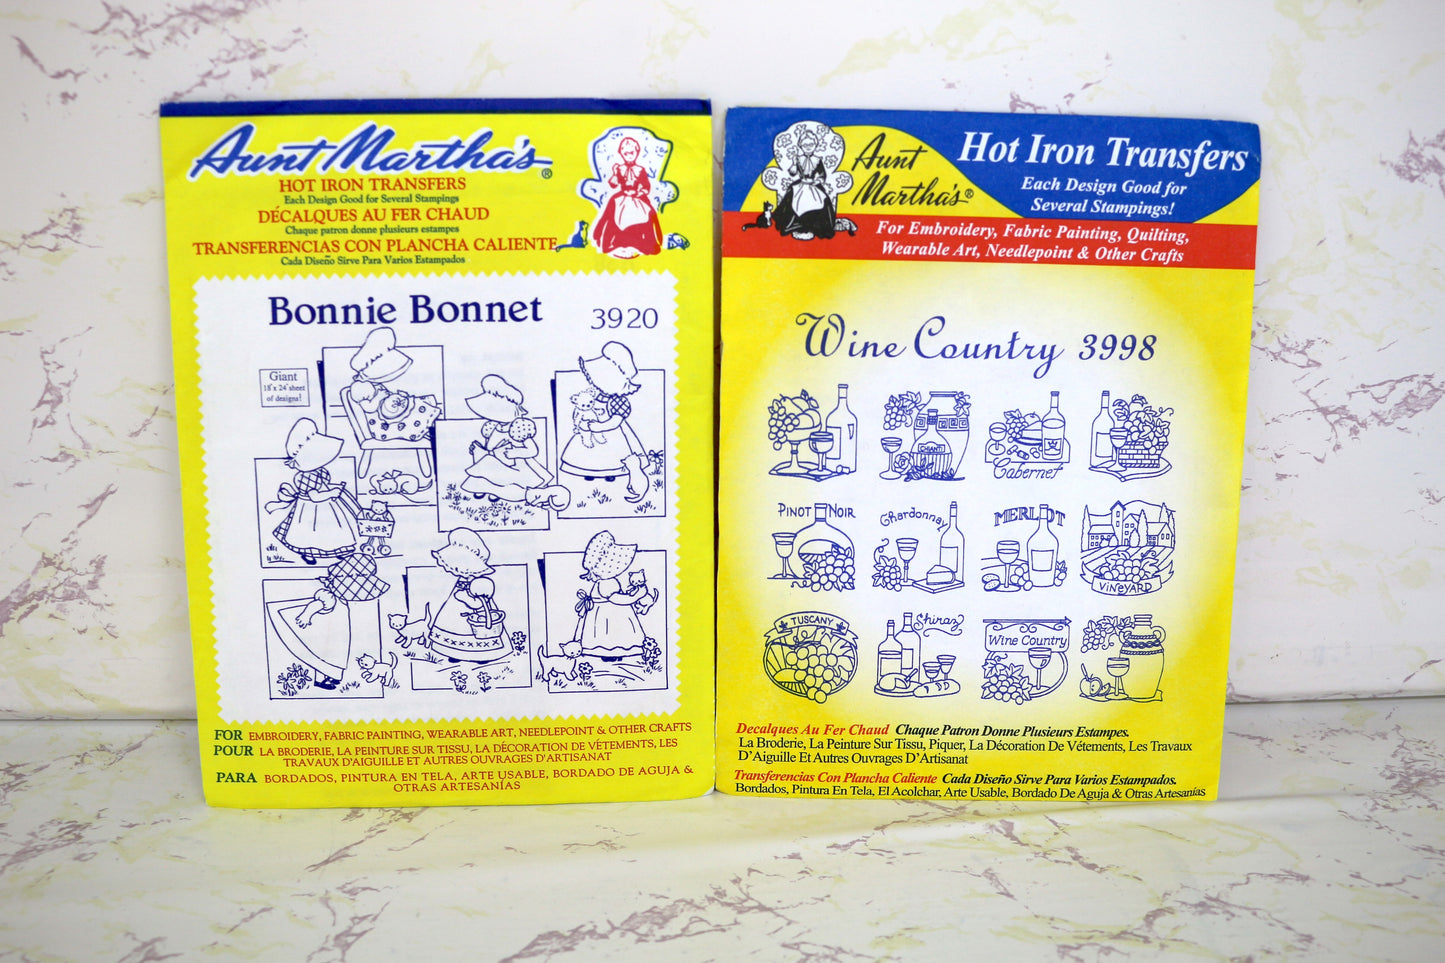 Aunt Martha's®
HOT IRON TRANSFERS
Each Design Good for Several Stampings
DÉCALQUES AU FER CHAUD
Chaque patron donne plusieurs estampes
TRANSFERENCIAS CON PLANCHA CALIENTE
Cada Diseño Sirve Para Varios Estampados
Bonnie Bonnet 3920
Giant
18" x 24" sheet
of designs!
FOR EMBROIDERY, FABRIC PAINTING, WEARABLE ART, NEEDLEPOINT & OTHER CRAFTS
POUR LA BRODERIE, LA PEINTURE SUR TISSU, LA DÉCORATION DE VÉTEMENTS, LES
TRAVAUX D'AIGUILLE ET AUTRES OUVRAGES D'ARTISANAT
PARA BORDADOS, PINTURA EN TELA, ARTE USABLE, BORDADO DE AGUJA &
OTRAS ARTESANÍAS
Aunt
Martha's®
Hot Iron Transfers
Each Design Good for
Several Stampings!
For Embroidery, Fabric Painting, Quilting,
Wearable Art, Needlepoint & Other Crafts
Wine Country 3998
CHIANTI
Cabernet
PINOT NOIR
Chardonnay
MERLOT
VINEYARD
TUSCANY
Shiraz
Wine Country
Decalques Au Fer Chaud Chaque Patron Donne Plusieurs Estampes.
La Broderie, La Peinture Sur Tissu, Piquer, La Décoration De Vétements, Les Travaux
D'Aiguille Et Autres Ouvrages D'Artisanat
Transferencias Con Plancha Caliente Cada Diseño Sirve Para Varios Estampados.
Bordados, Pintura En Tela, El Acolchar, Arte Usable, Bordado De Aguja & Otras Artesanías